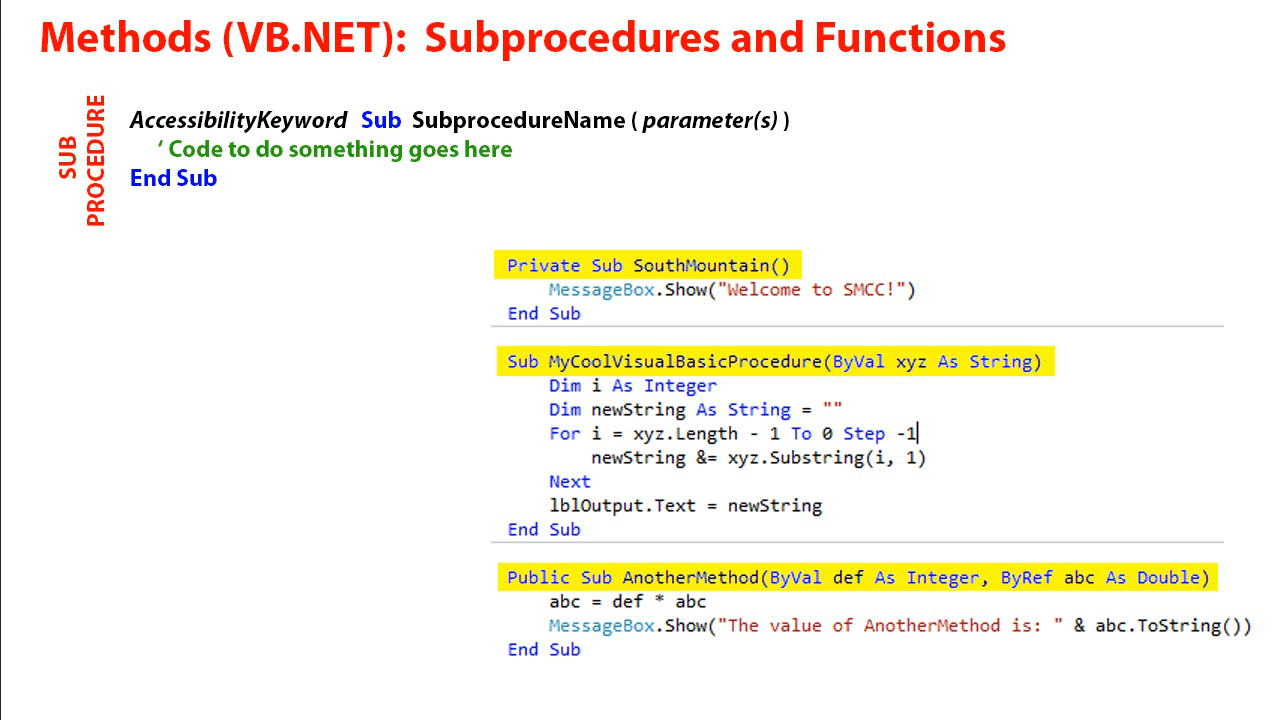 Methods (VB.NET): Subprocedures and Functions
SUB
PROCEDURE
AccessibilityKeyword Sub SubprocedureName ( parameter(s) )
‘ Code to do something goes here
End Sub
Private Sub SouthMountain()
MessageBox.Show("Welcome to SMCC!")
End Sub
Sub MyCoolVisualBasicProcedure(ByVal xyz As String)
Dim i As Integer
Dim newString As String = ""
For i = xyz.Length - 1 To 0 Step -1
newString &= xyz.Substring(i, 1)
Next
lblOutput.Text = newString
End Sub
Public Sub AnotherMethod(ByVal def As Integer, ByRef abc As Double)
abc = def * abc
MessageBox.Show("The value of AnotherMethod is: " & abc.ToString())
End Sub